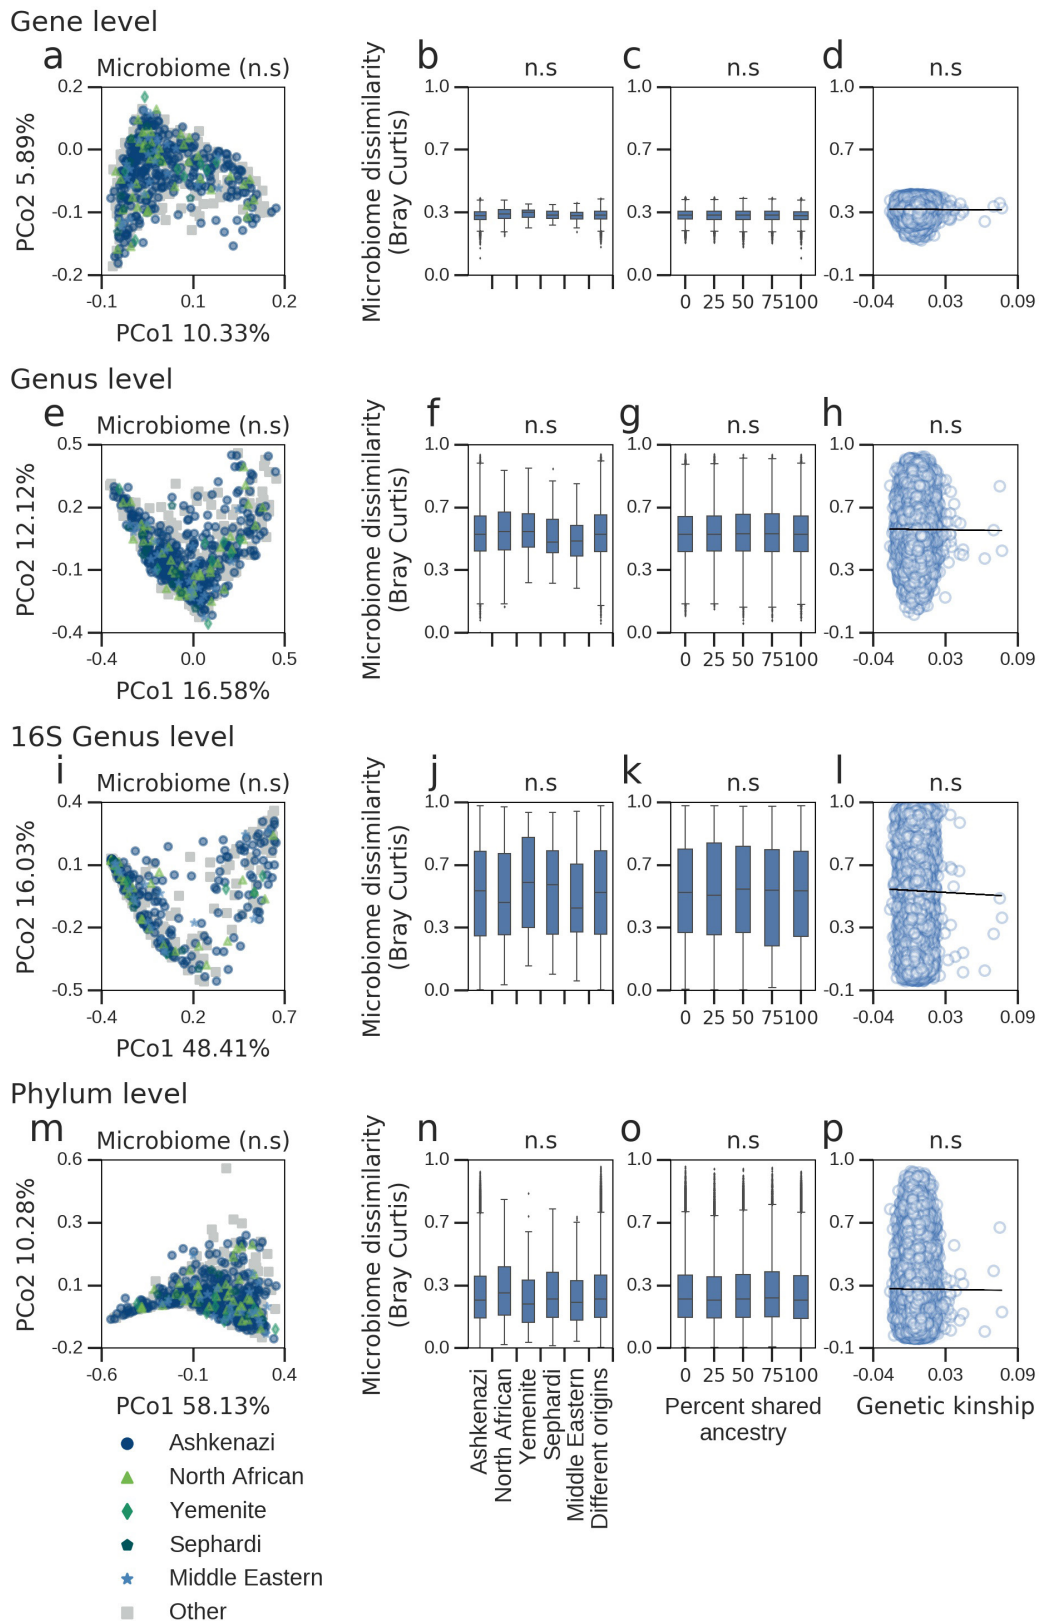 Gene level
a b c d
Microbiome (n.s) n.s n.s n.s
PCo2 5.89%
0.2
0.0
-0.1
-0.2
-0.1 0.1 0.2
PCo1 10.33%
Microbiome dissimilarity
(Bray Curtis)
1.0
0.7
0.3
0.0
1.0
0.7
0.3
0.0
0 25 50 75 100
1.0
0.7
0.3
-0.1
-0.04 0.03 0.09
Genus level
e f g h
Microbiome (n.s) n.s n.s n.s
PCo2 12.12%
0.5
0.2
-0.1
-0.4
-0.4 0.0 0.5
PCo1 16.58%
Microbiome dissimilarity
(Bray Curtis)
1.0
0.7
0.3
0.0
1.0
0.7
0.3
0.0
0 25 50 75 100
1.0
0.7
0.3
-0.1
-0.04 0.03 0.09
16S Genus level
i j k l
Microbiome (n.s) n.s n.s n.s
PCo2 16.03%
0.4
0.1
-0.2
-0.5
-0.4 0.2 0.7
PCo1 48.41%
Microbiome dissimilarity
(Bray Curtis)
1.0
0.7
0.3
0.0
1.0
0.7
0.3
0.0
0 25 50 75 100
1.0
0.7
0.3
-0.1
-0.04 0.03 0.09
Phylum level
m n o p
Microbiome (n.s) n.s n.s n.s
PCo2 10.28%
0.6
0.3
0.1
-0.2
-0.6 -0.1 0.4
PCo1 58.13%
Microbiome dissimilarity
(Bray Curtis)
1.0
0.7
0.3
0.0
Ashkenazi
North African
Yemenite
Sephardi
Middle Eastern
Different origins
1.0
0.7
0.3
0.0
0 25 50 75 100
Percent shared
ancestry
1.0
0.7
0.3
-0.1
-0.04 0.03 0.09
Genetic kinship
Ashkenazi
North African
Yemenite
Sephardi
Middle Eastern
Other